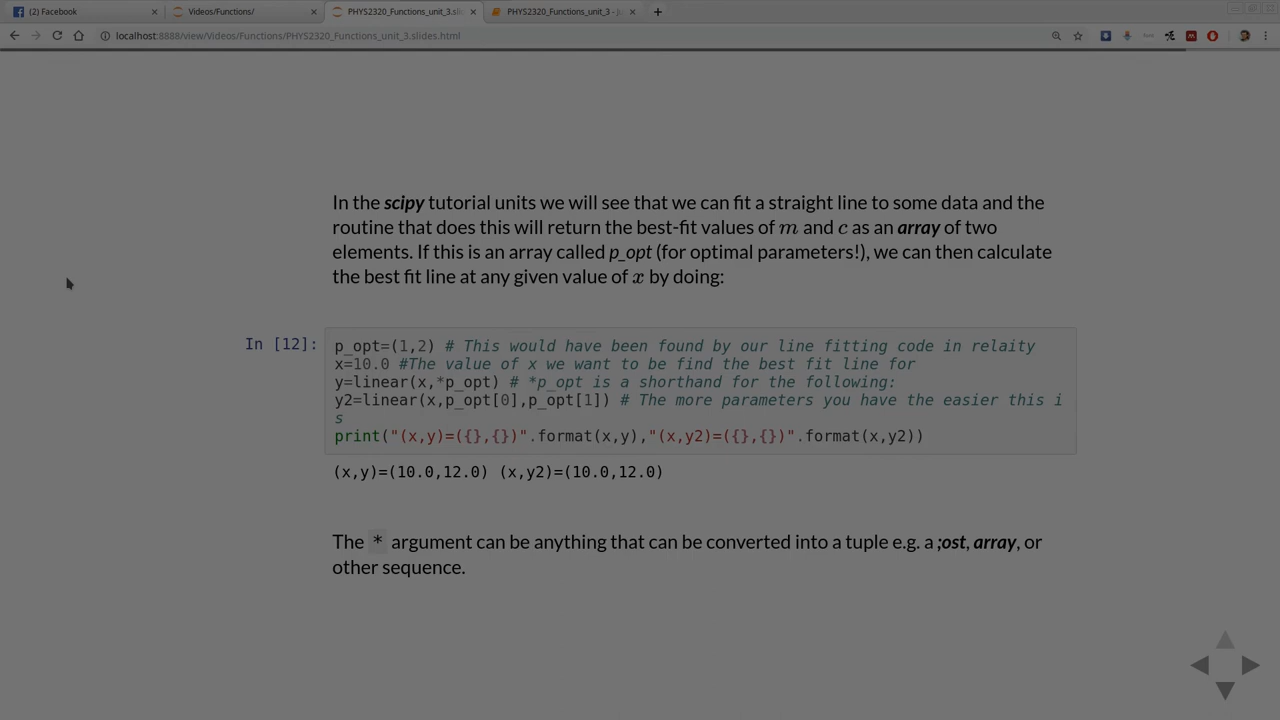 (2) Facebook
Videos/Functions/
PHYS2320_Functions_unit_3.slid
PHYS2320_Functions_unit_3 - Ju
localhost:8888/view/Videos/Functions/PHYS2320_Functions_unit_3.slides.html
In the scipy tutorial units we will see that we can fit a straight line to some data and the
routine that does this will return the best-fit values of m and c as an array of two
elements. If this is an array called p_opt (for optimal parameters!), we can then calculate
the best fit line at any given value of x by doing:
In [12]:
p_opt=(1,2) # This would have been found by our line fitting code in relaity
x=10.0 #The value of x we want to be find the best fit line for
y=linear(x,*p_opt) # *p_opt is a shorthand for the following:
y2=linear(x,p_opt[0],p_opt[1]) # The more parameters you have the easier this i
s
print("(x,y)=({},{})".format(x,y),"(x,y2)=({},{})".format(x,y2))
(x,y)=(10.0,12.0) (x,y2)=(10.0,12.0)
The * argument can be anything that can be converted into a tuple e.g. a ;ost, array, or
other sequence.